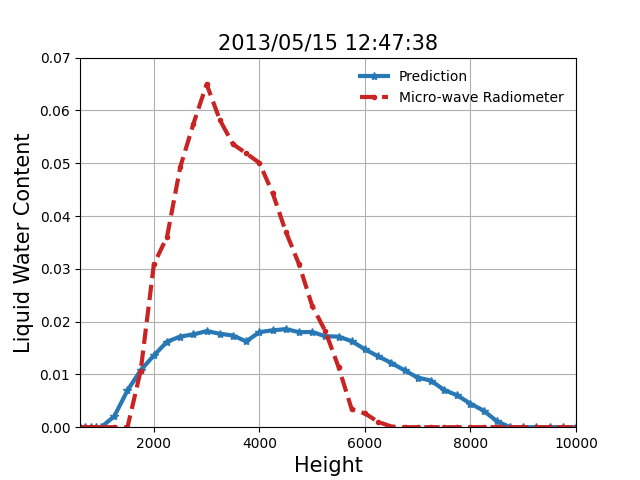 2013/05/15 12:47:38
0.07
0.06
0.05
0.04
0.03
0.02
0.01
0.00
Liquid Water Content
Prediction
Micro-wave Radiometer
2000 4000 6000 8000 10000
Height